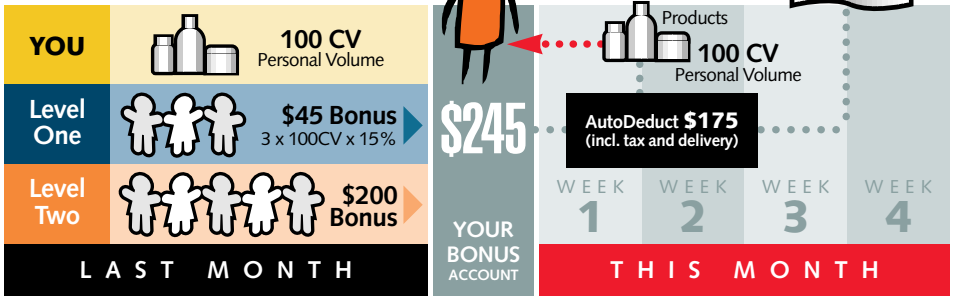 YOU
100 CV
Personal Volume
Level
One
$45 Bonus
3 x 100CV x 15%
Level
Two
$200
Bonus
LAST MONTH
$245
YOUR
BONUS
ACCOUNT
Products
100 CV
Personal Volume
AutoDeduct $175
(incl. tax and delivery)
WEEK
1
WEEK
2
WEEK
3
WEEK
4
THIS MONTH